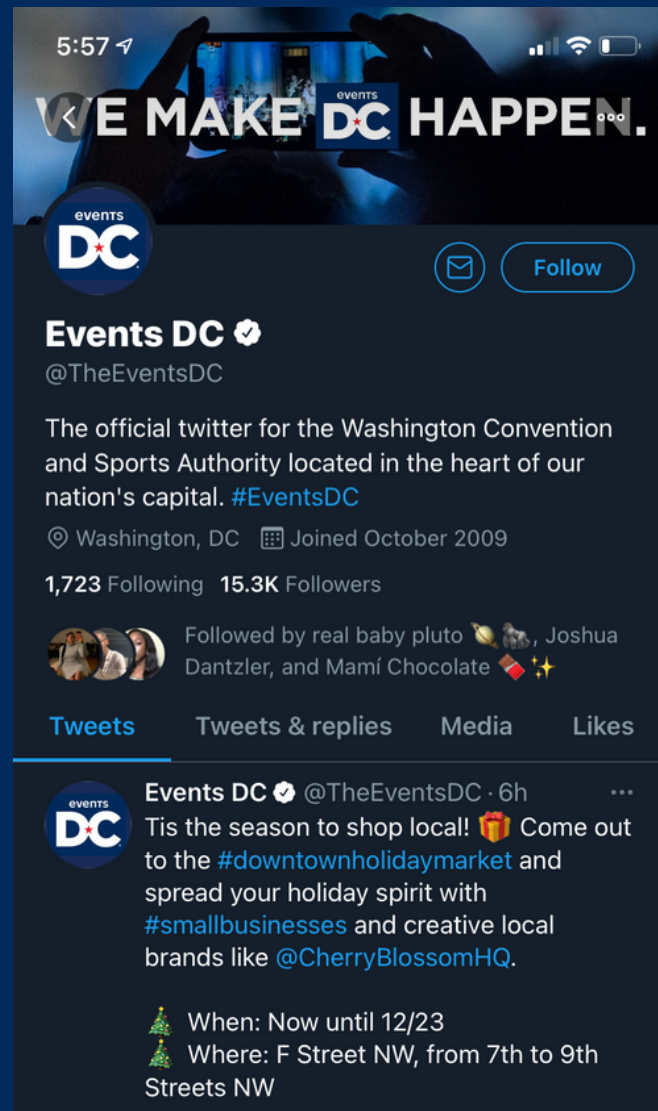 5:57
WE MAKE events DC HAPPEN.
events
DC
Follow
Events DC
@TheEventsDC
The official twitter for the Washington Convention
and Sports Authority located in the heart of our
nation's capital. #EventsDC
Washington, DC Joined October 2009
1,723 Following 15.3K Followers
Followed by real baby pluto 🪐🦍, Joshua
Dantzler, and Mamí Chocolate 🍫✨
Tweets Tweets & replies Media Likes
events
DC
Events DC @TheEventsDC · 6h
Tis the season to shop local! 🎁 Come out
to the #downtownholidaymarket and
spread your holiday spirit with
#smallbusinesses and creative local
brands like @CherryBlossomHQ.
🎄 When: Now until 12/23
🎄 Where: F Street NW, from 7th to 9th
Streets NW